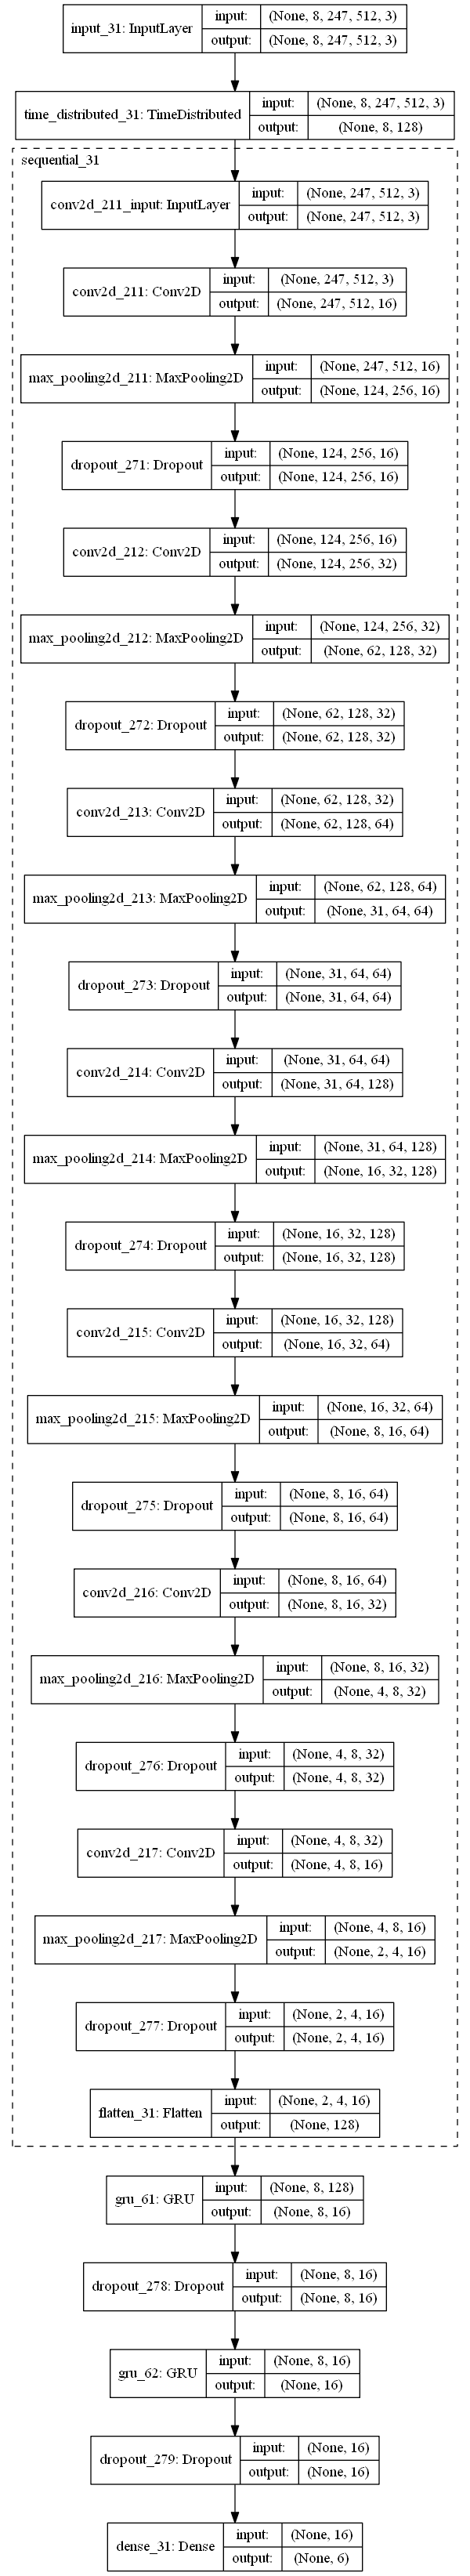 input_31: InputLayer input: (None, 8, 247, 512, 3)
output: (None, 8, 247, 512, 3)
time_distributed_31: TimeDistributed input: (None, 8, 247, 512, 3)
output: (None, 8, 128)
sequential_31
conv2d_211_input: InputLayer input: (None, 247, 512, 3)
output: (None, 247, 512, 3)
conv2d_211: Conv2D input: (None, 247, 512, 3)
output: (None, 247, 512, 16)
max_pooling2d_211: MaxPooling2D input: (None, 247, 512, 16)
output: (None, 124, 256, 16)
dropout_271: Dropout input: (None, 124, 256, 16)
output: (None, 124, 256, 16)
conv2d_212: Conv2D input: (None, 124, 256, 16)
output: (None, 124, 256, 32)
max_pooling2d_212: MaxPooling2D input: (None, 124, 256, 32)
output: (None, 62, 128, 32)
dropout_272: Dropout input: (None, 62, 128, 32)
output: (None, 62, 128, 32)
conv2d_213: Conv2D input: (None, 62, 128, 32)
output: (None, 62, 128, 64)
max_pooling2d_213: MaxPooling2D input: (None, 62, 128, 64)
output: (None, 31, 64, 64)
dropout_273: Dropout input: (None, 31, 64, 64)
output: (None, 31, 64, 64)
conv2d_214: Conv2D input: (None, 31, 64, 64)
output: (None, 31, 64, 128)
max_pooling2d_214: MaxPooling2D input: (None, 31, 64, 128)
output: (None, 16, 32, 128)
dropout_274: Dropout input: (None, 16, 32, 128)
output: (None, 16, 32, 128)
conv2d_215: Conv2D input: (None, 16, 32, 128)
output: (None, 16, 32, 64)
max_pooling2d_215: MaxPooling2D input: (None, 16, 32, 64)
output: (None, 8, 16, 64)
dropout_275: Dropout input: (None, 8, 16, 64)
output: (None, 8, 16, 64)
conv2d_216: Conv2D input: (None, 8, 16, 64)
output: (None, 8, 16, 32)
max_pooling2d_216: MaxPooling2D input: (None, 8, 16, 32)
output: (None, 4, 8, 32)
dropout_276: Dropout input: (None, 4, 8, 32)
output: (None, 4, 8, 32)
conv2d_217: Conv2D input: (None, 4, 8, 32)
output: (None, 4, 8, 16)
max_pooling2d_217: MaxPooling2D input: (None, 4, 8, 16)
output: (None, 2, 4, 16)
dropout_277: Dropout input: (None, 2, 4, 16)
output: (None, 2, 4, 16)
flatten_31: Flatten input: (None, 2, 4, 16)
output: (None, 128)
gru_61: GRU input: (None, 8, 128)
output: (None, 8, 16)
dropout_278: Dropout input: (None, 8, 16)
output: (None, 8, 16)
gru_62: GRU input: (None, 8, 16)
output: (None, 16)
dropout_279: Dropout input: (None, 16)
output: (None, 16)
dense_31: Dense input: (None, 16)
output: (None, 6)